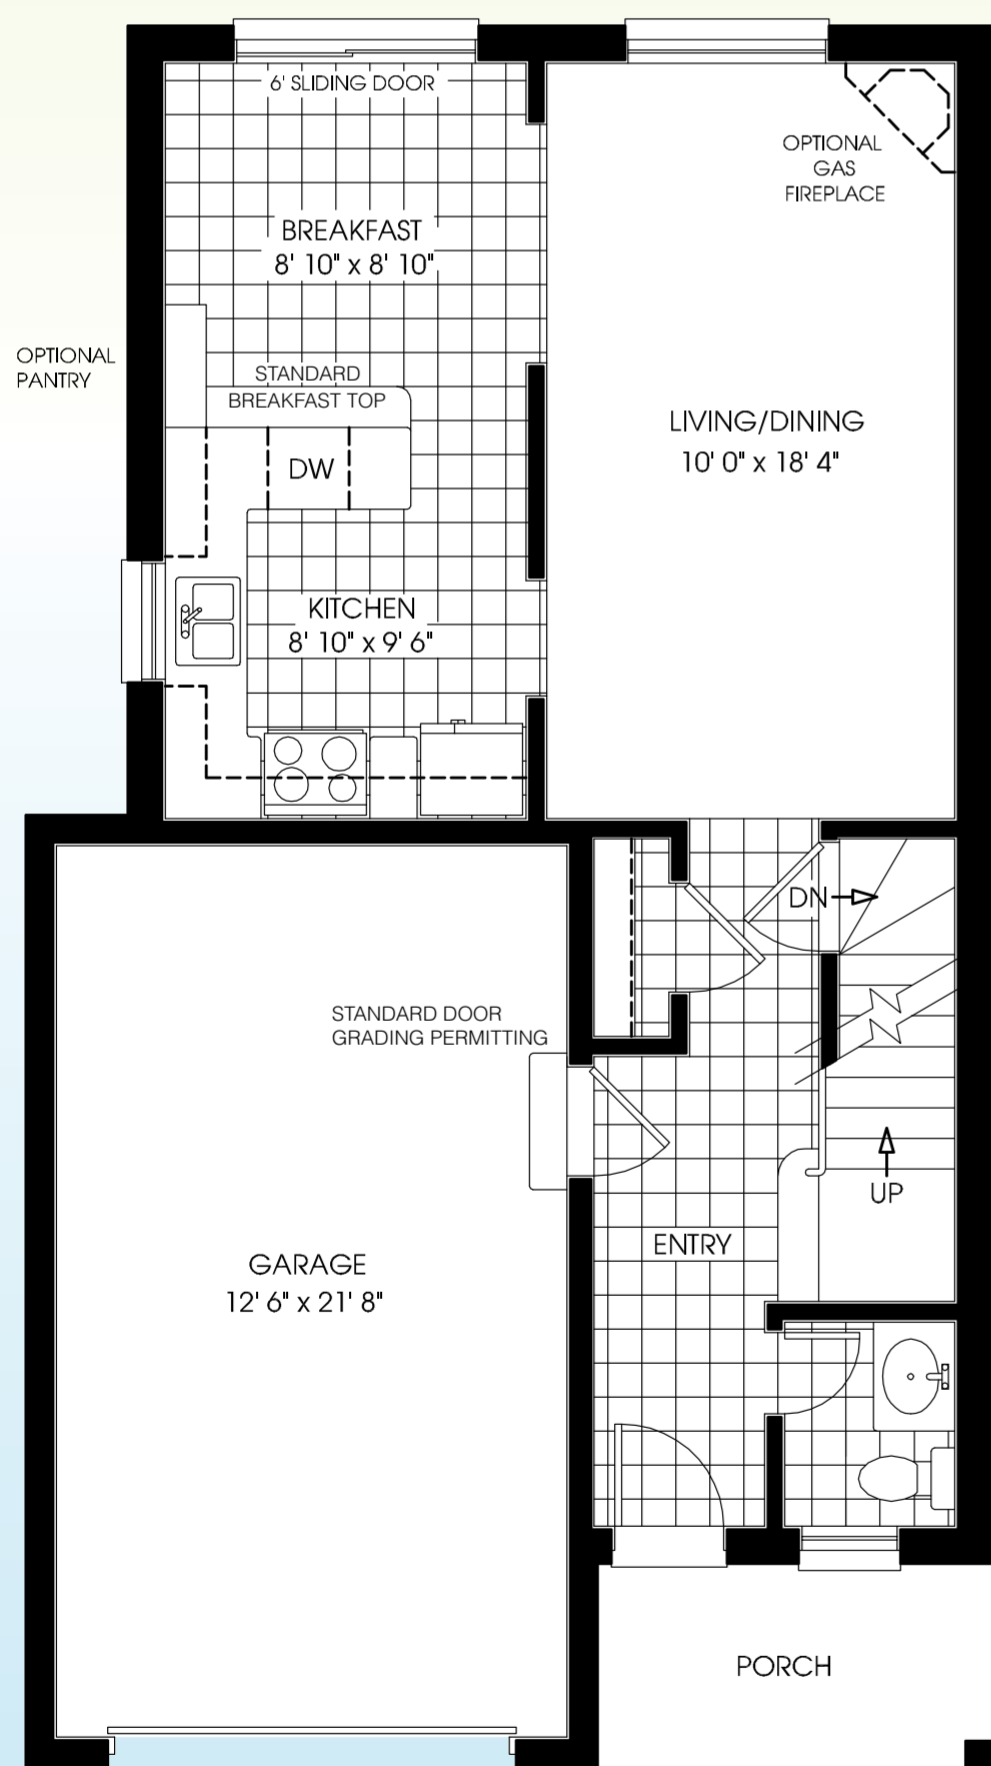 6' SLIDING DOOR
OPTIONAL
GAS
FIREPLACE
BREAKFAST
8' 10" x 8' 10"
OPTIONAL
PANTRY
STANDARD
BREAKFAST TOP
LIVING/DINING
10' 0" x 18' 4"
DW
KITCHEN
8' 10" x 9' 6"
DN
STANDARD DOOR
GRADING PERMITTING
UP
ENTRY
GARAGE
12' 6" x 21' 8"
PORCH